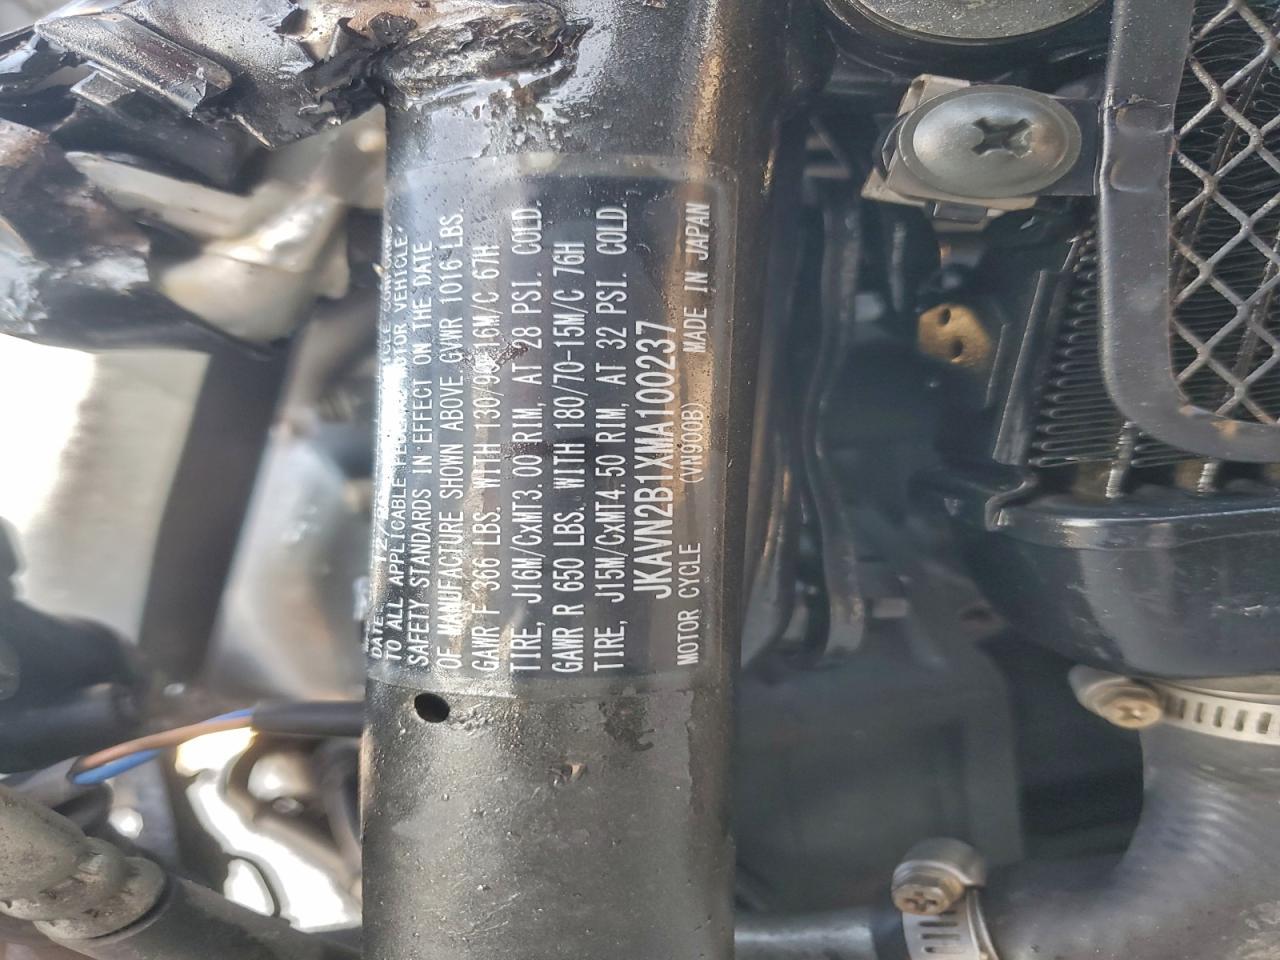 TO ALL APPLICABLE MOTOR VEHICLE
SAFETY STANDARDS IN EFFECT ON THE DATE
OF MANUFACTURE SHOWN ABOVE GVWR 1016 LBS.
GAWR F 366 LBS. WITH 130/90-16M/C 67H
TIRE, J16M/CxMT3.00 RIM, AT 28 PSI. COLD.
GAWR R 650 LBS. WITH 180/70-15M/C 76H
TIRE, J15M/CxMT4.50 RIM, AT 32 PSI. COLD.
JKAVN2B1XMA100237
MOTOR CYCLE (VN900B) MADE IN JAPAN